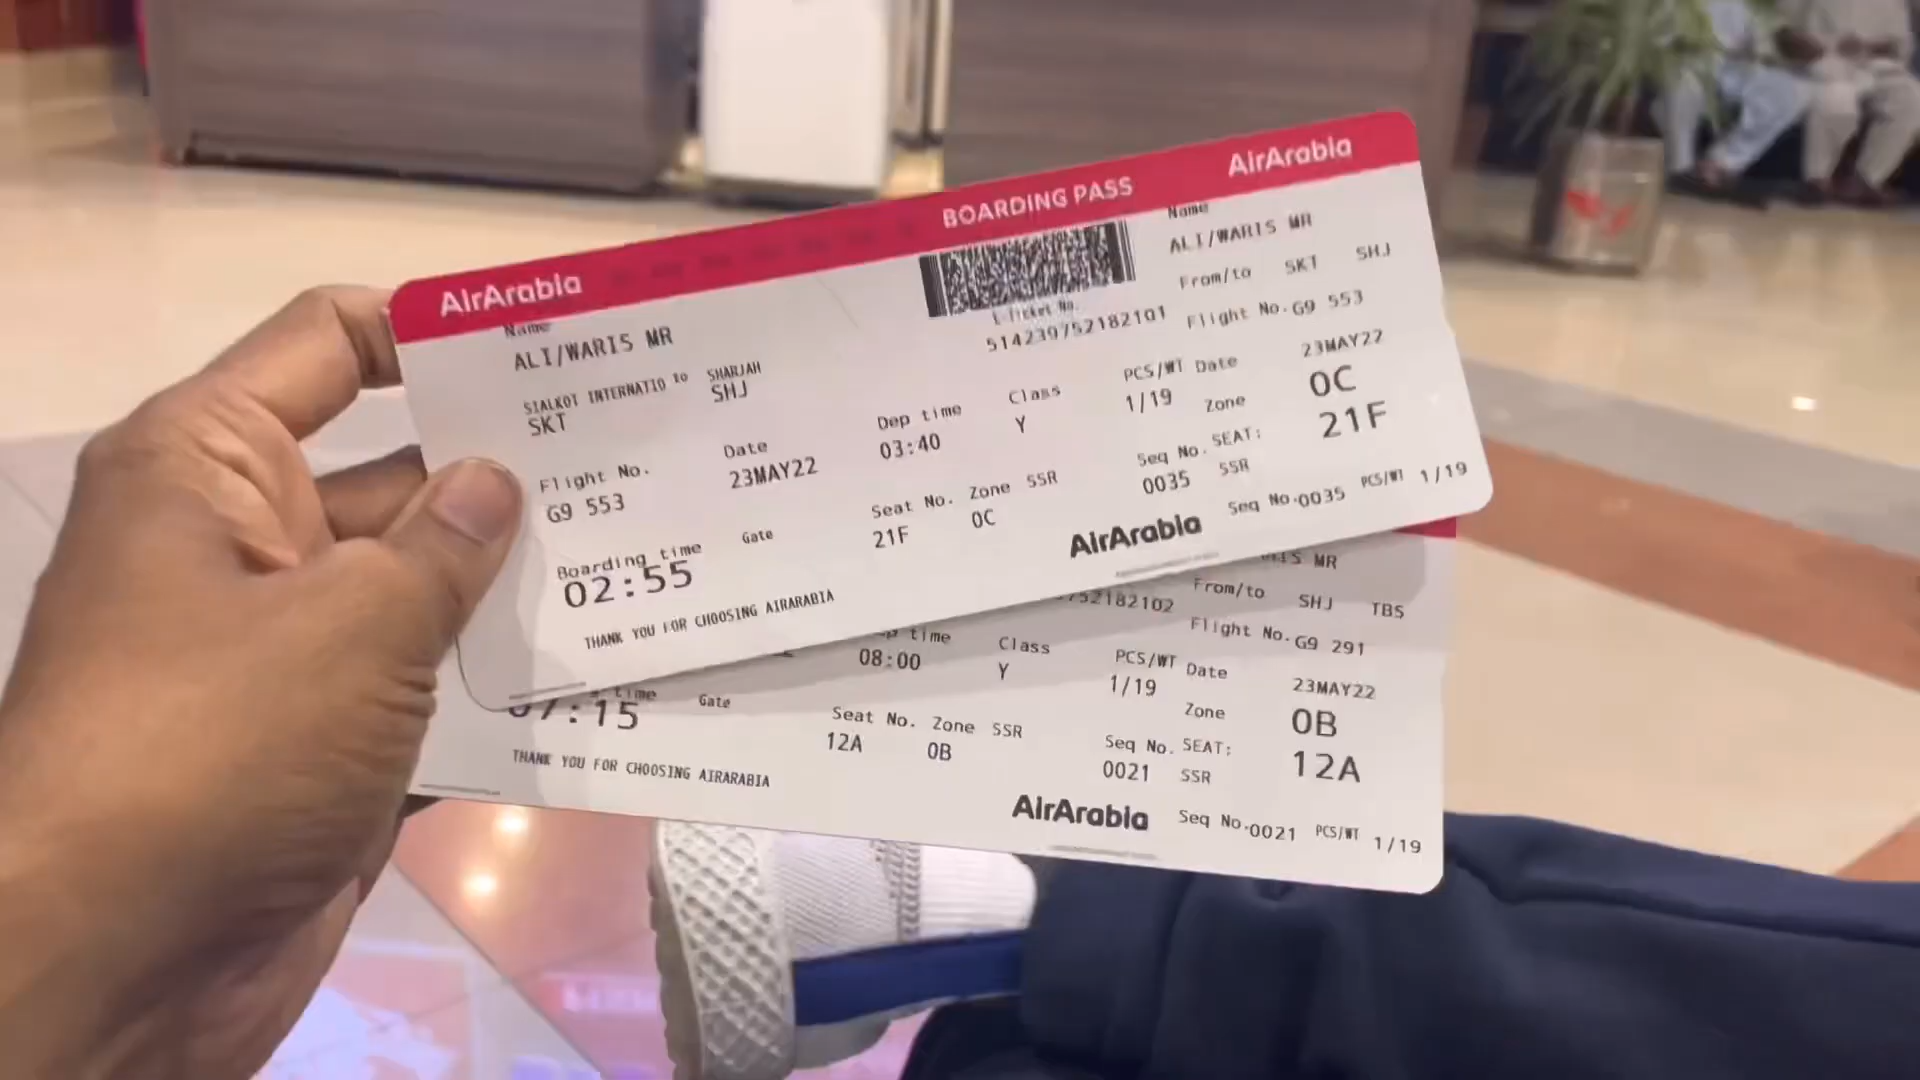 AirArabia BOARDING PASS AirArabia
Name
ALI/WARIS MR
SIALKOT INTERNATIO to SHARJAH
SKT SHJ
Flight No. Date Dep time Class PCS/WT
G9 553 23MAY22 03:40 Y 1/19
E-Ticket No.
514239752182101
Boarding time Gate Seat No. Zone SSR Seq No.
02:55 21F 0C 0035
THANK YOU FOR CHOOSING AIRARABIA
AirArabia
Name
ALI/WARIS MR
From/to SKT SHJ
Flight No. G9 553
Date 23MAY22
Zone 0C
SEAT: 21F
SSR
Seq No. 0035 PCS/WT 1/19
752182102
time Class PCS/WT
08:00 Y 1/19
time Gate Seat No. Zone SSR Seq No.
07:15 12A 0B 0021
THANK YOU FOR CHOOSING AIRARABIA
AirArabia
MR
From/to SHJ TBS
Flight No. G9 291
Date 23MAY22
Zone 0B
SEAT: 12A
SSR
Seq No. 0021 PCS/WT 1/19